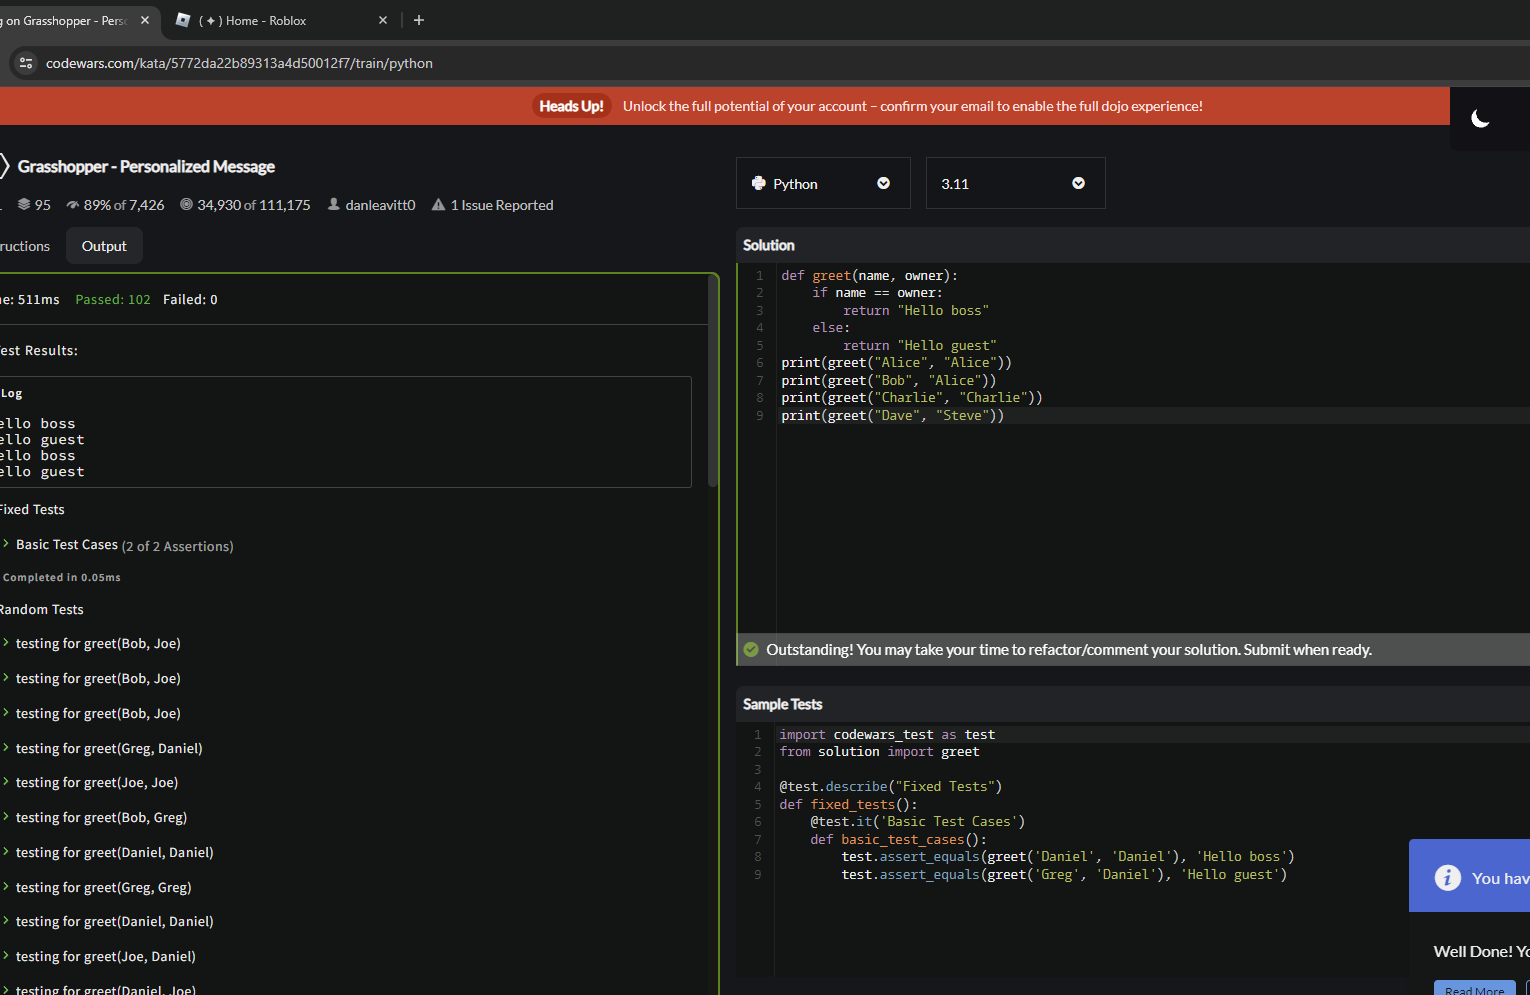 g on Grasshopper - Pers
( ✦ ) Home - Roblox
codewars.com/kata/5772da22b89313a4d50012f7/train/python
Heads Up! Unlock the full potential of your account – confirm your email to enable the full dojo experience!
Grasshopper - Personalized Message
95 89% of 7,426 34,930 of 111,175 danleavitt0 1 Issue Reported
ructions Output
ne: 511ms Passed: 102 Failed: 0
est Results:
Log
ello boss
ello guest
ello boss
ello guest
Fixed Tests
Basic Test Cases (2 of 2 Assertions)
Completed in 0.05ms
Random Tests
testing for greet(Bob, Joe)
testing for greet(Bob, Joe)
testing for greet(Bob, Joe)
testing for greet(Greg, Daniel)
testing for greet(Joe, Joe)
testing for greet(Bob, Greg)
testing for greet(Daniel, Daniel)
testing for greet(Greg, Greg)
testing for greet(Daniel, Daniel)
testing for greet(Joe, Daniel)
testing for greet(Daniel, Joe)
Python
3.11
Solution
1 def greet(name, owner):
2 if name == owner:
3 return "Hello boss"
4 else:
5 return "Hello guest"
6 print(greet("Alice", "Alice"))
7 print(greet("Bob", "Alice"))
8 print(greet("Charlie", "Charlie"))
9 print(greet("Dave", "Steve"))
Outstanding! You may take your time to refactor/comment your solution. Submit when ready.
Sample Tests
1 import codewars_test as test
2 from solution import greet
3
4 @test.describe("Fixed Tests")
5 def fixed_tests():
6 @test.it('Basic Test Cases')
7 def basic_test_cases():
8 test.assert_equals(greet('Daniel', 'Daniel'), 'Hello boss')
9 test.assert_equals(greet('Greg', 'Daniel'), 'Hello guest')
You hav
Well Done! Yo
Read More